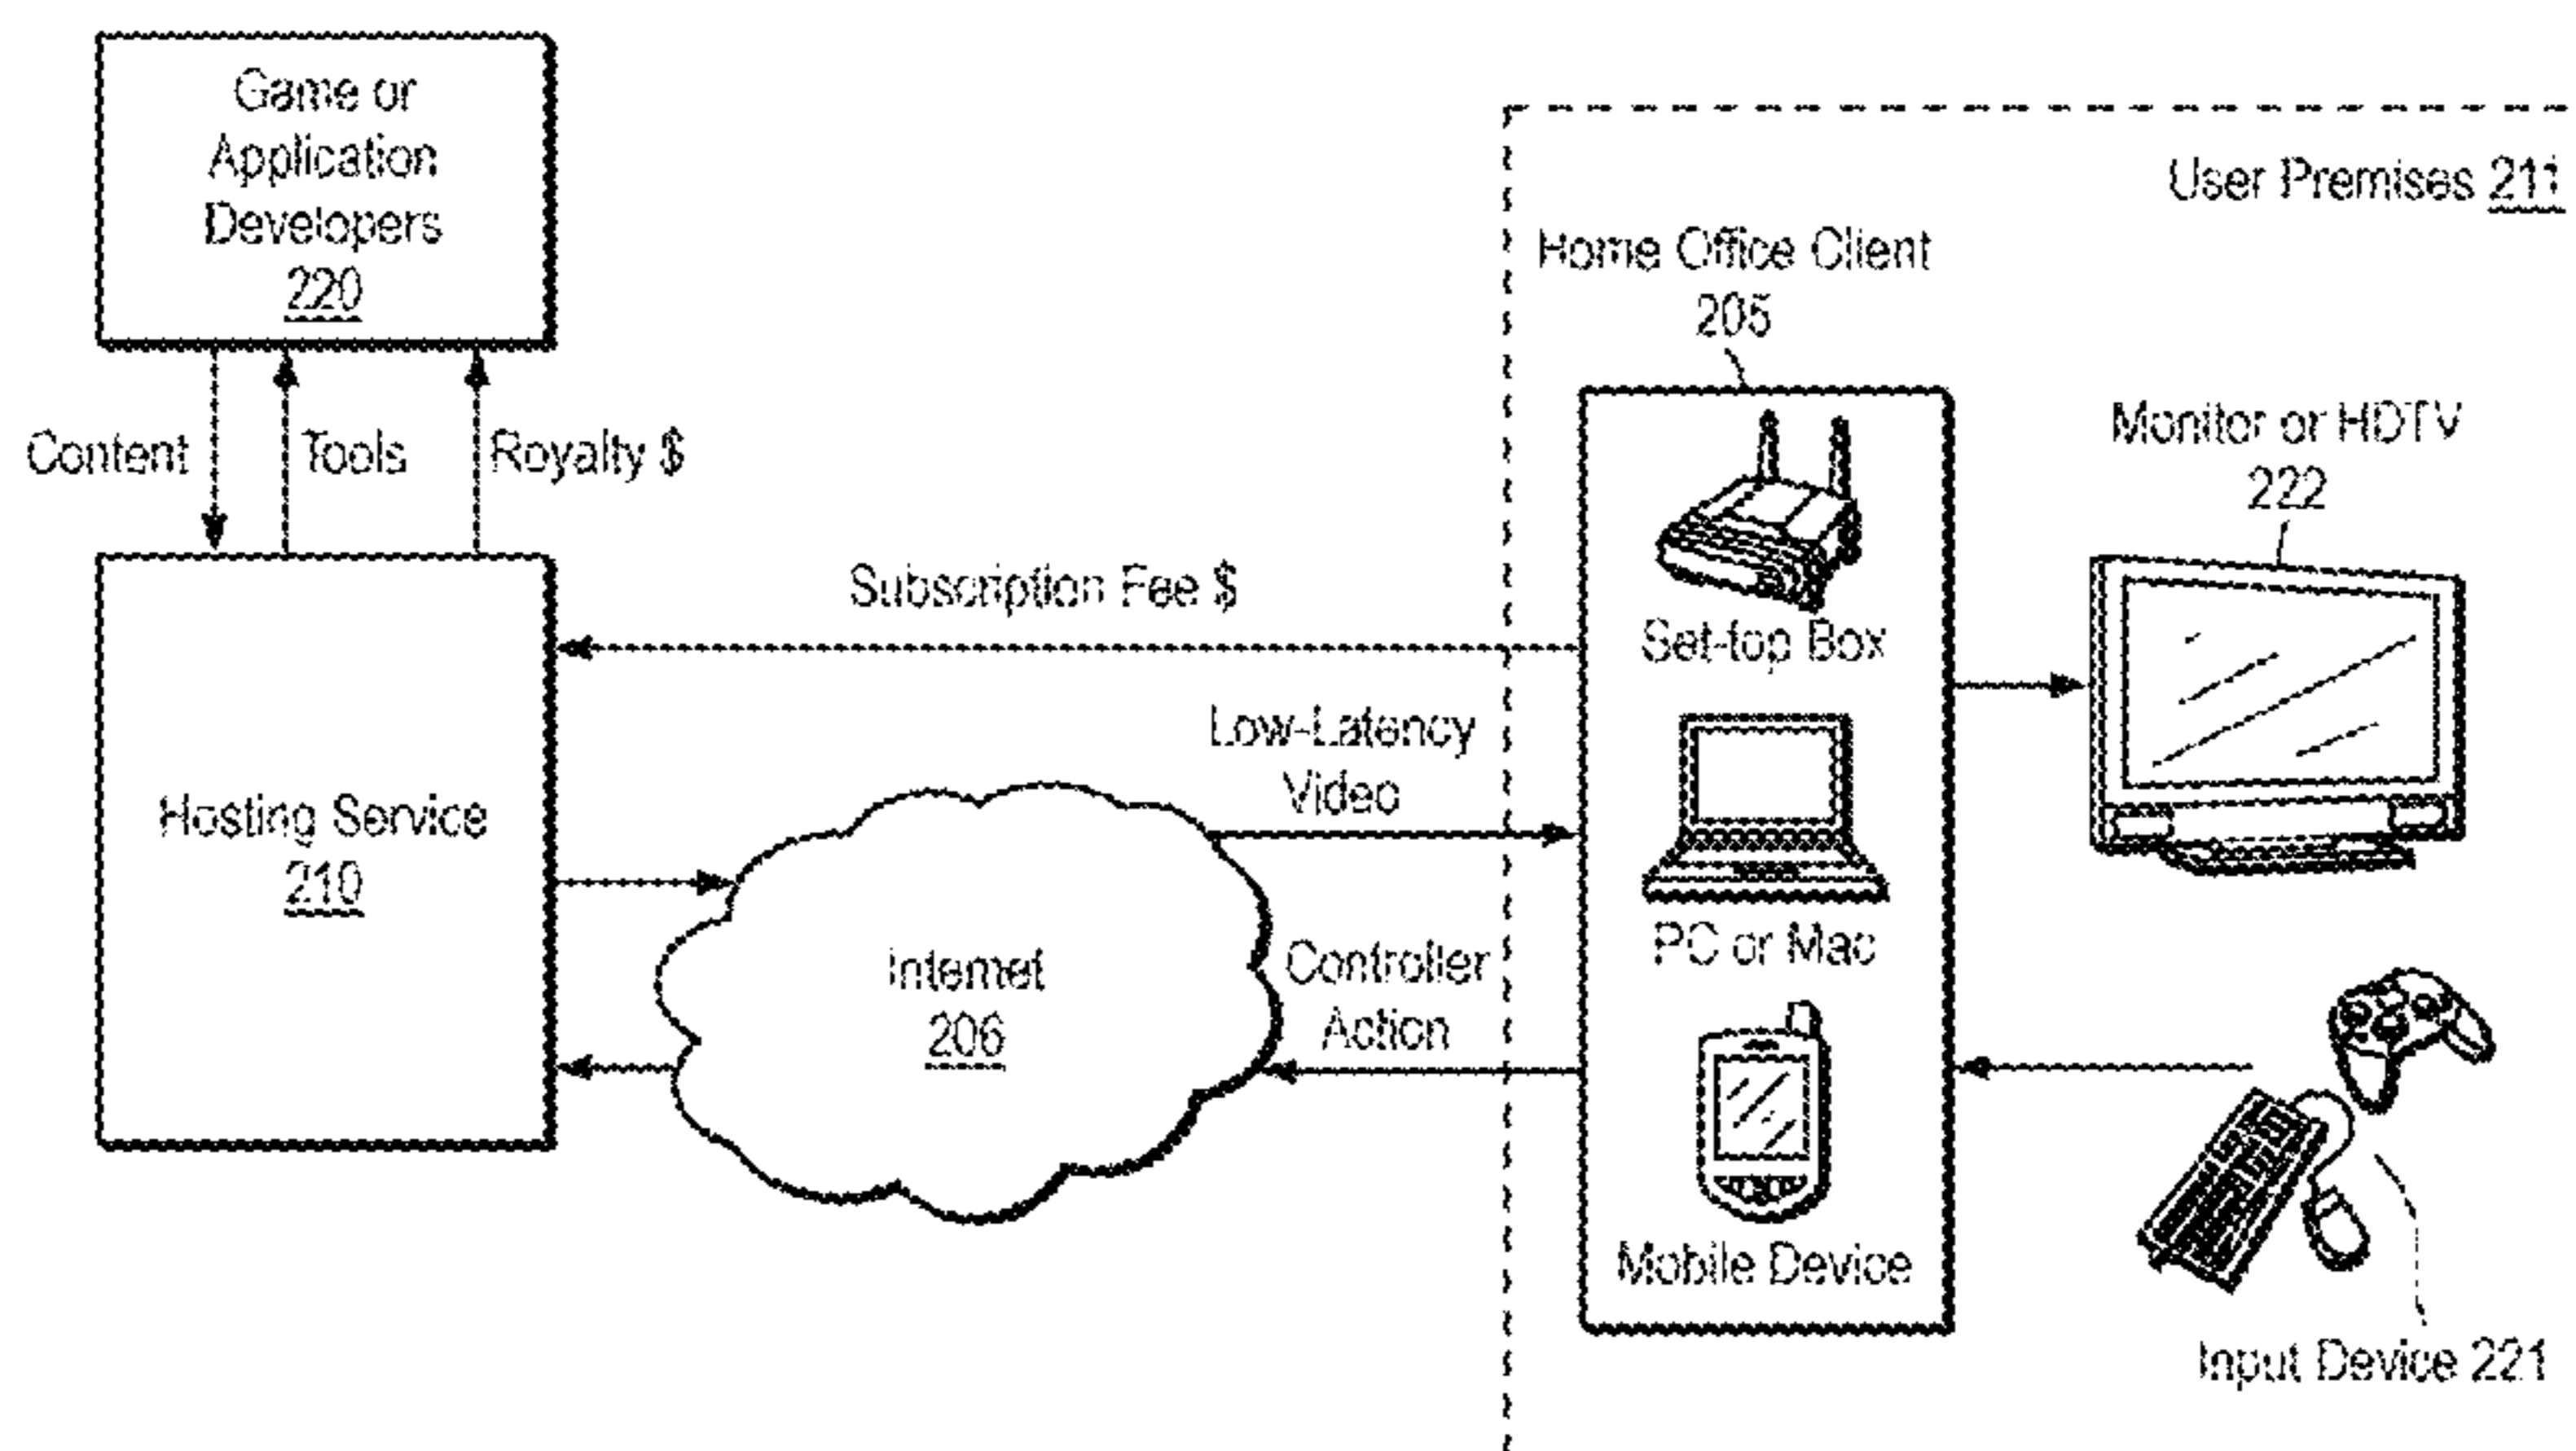 Game or
Application
Developers
220
Content
Tools
Royalty $
Hosting Service
210
Subscription Fee $
Low-Latency
Video
Internet
206
Controller
Action
User Premises 211
Home Office Client
205
Set-top Box
PC or Mac
Mobile Device
Monitor or HDTV
222
Input Device 221